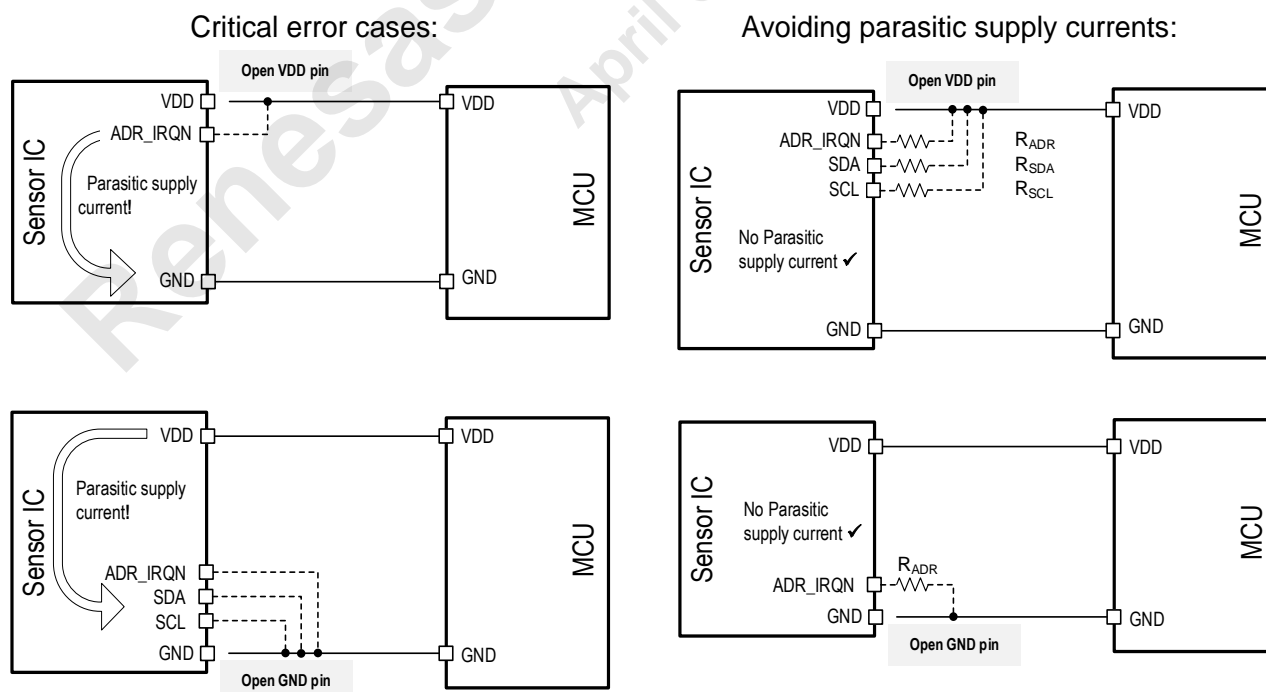 Critical error cases:
Open VDD pin
VDD
ADR_IRQN
Parasitic supply
current!
Sensor IC
GND
VDD
GND
MCU
Avoiding parasitic supply currents:
Open VDD pin
VDD
ADR_IRQN
SDA
SCL
RADR
RSDA
RSCL
No Parasitic
supply current ✓
Sensor IC
GND
VDD
GND
MCU
VDD
Parasitic supply
current!
Sensor IC
ADR_IRQN
SDA
SCL
GND
Open GND pin
VDD
GND
MCU
VDD
No Parasitic
supply current ✓
Sensor IC
ADR_IRQN
RADR
GND
Open GND pin
VDD
GND
MCU
Renesas
April